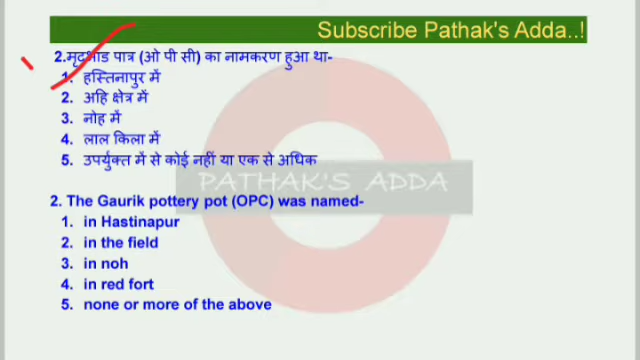 Subscribe Pathak's Adda..!
2.मृदभांड पात्र (ओ पी सी) का नामकरण हुआ था-
1. हस्तिनापुर में
2. अहि क्षेत्र में
3. नोह में
4. लाल किला में
5. उपर्युक्त में से कोई नहीं या एक से अधिक
PATHAK'S ADDA
2. The Gaurik pottery pot (OPC) was named-
1. in Hastinapur
2. in the field
3. in noh
4. in red fort
5. none or more of the above